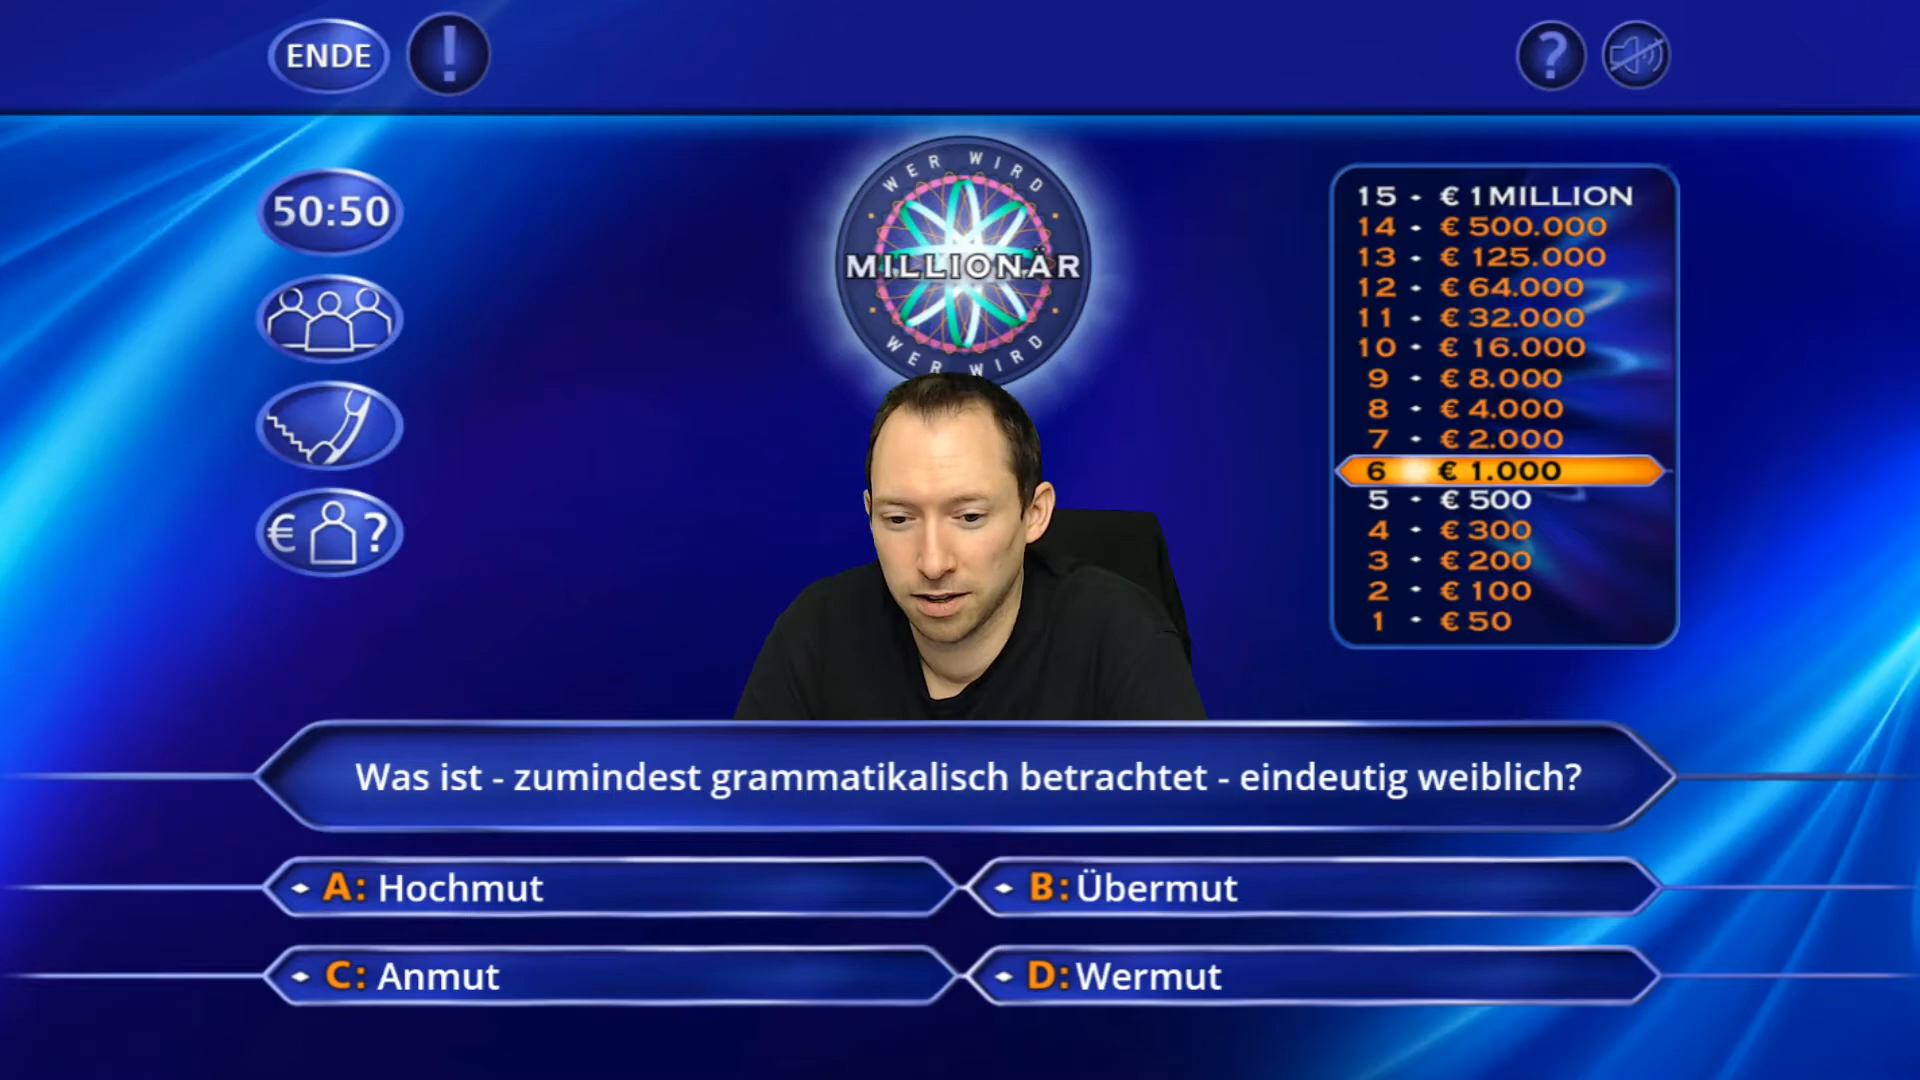 ENDE
!
?
50:50
€ ?
WER WIRD
MILLIONÄR
WER WIRD
15 · € 1 MILLION
14 · € 500.000
13 · € 125.000
12 · € 64.000
11 · € 32.000
10 · € 16.000
9 · € 8.000
8 · € 4.000
7 · € 2.000
6 € 1.000
5 · € 500
4 · € 300
3 · € 200
2 · € 100
1 · € 50
Was ist - zumindest grammatikalisch betrachtet - eindeutig weiblich?
A: Hochmut
B: Übermut
C: Anmut
D: Wermut